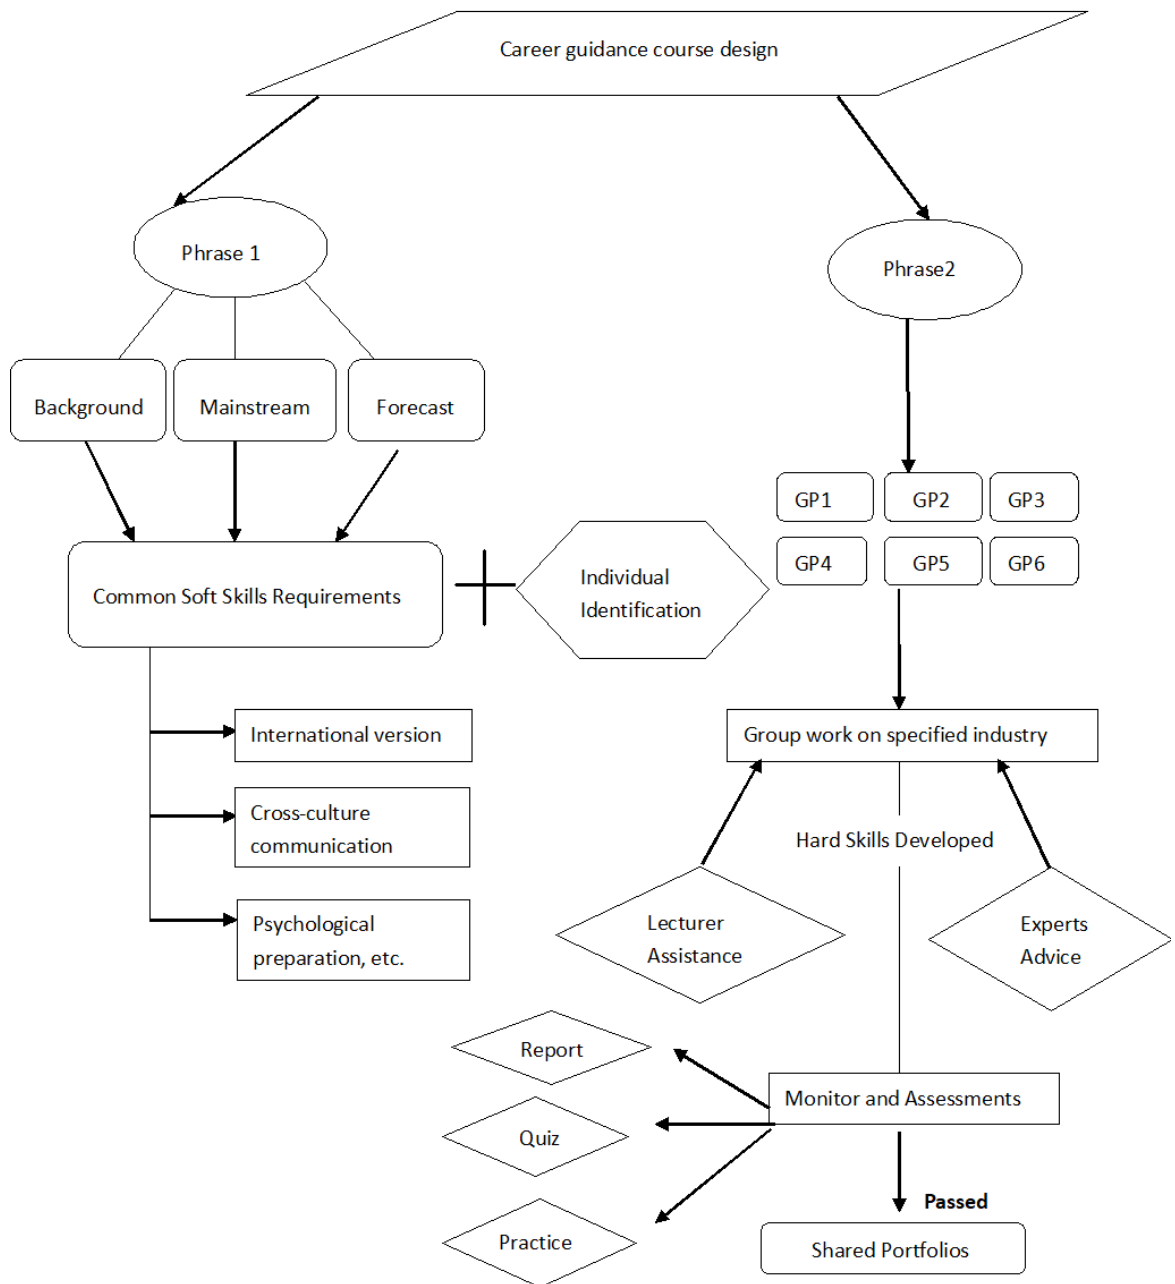 Career guidance course design
Phrase 1
Phrase2
Background
Mainstream
Forecast
GP1
GP2
GP3
GP4
GP5
GP6
Common Soft Skills Requirements
Individual
Identification
International version
Cross-culture
communication
Psychological
preparation, etc.
Group work on specified industry
Hard Skills Developed
Lecturer
Assistance
Experts
Advice
Monitor and Assessments
Report
Quiz
Practice
Passed
Shared Portfolios